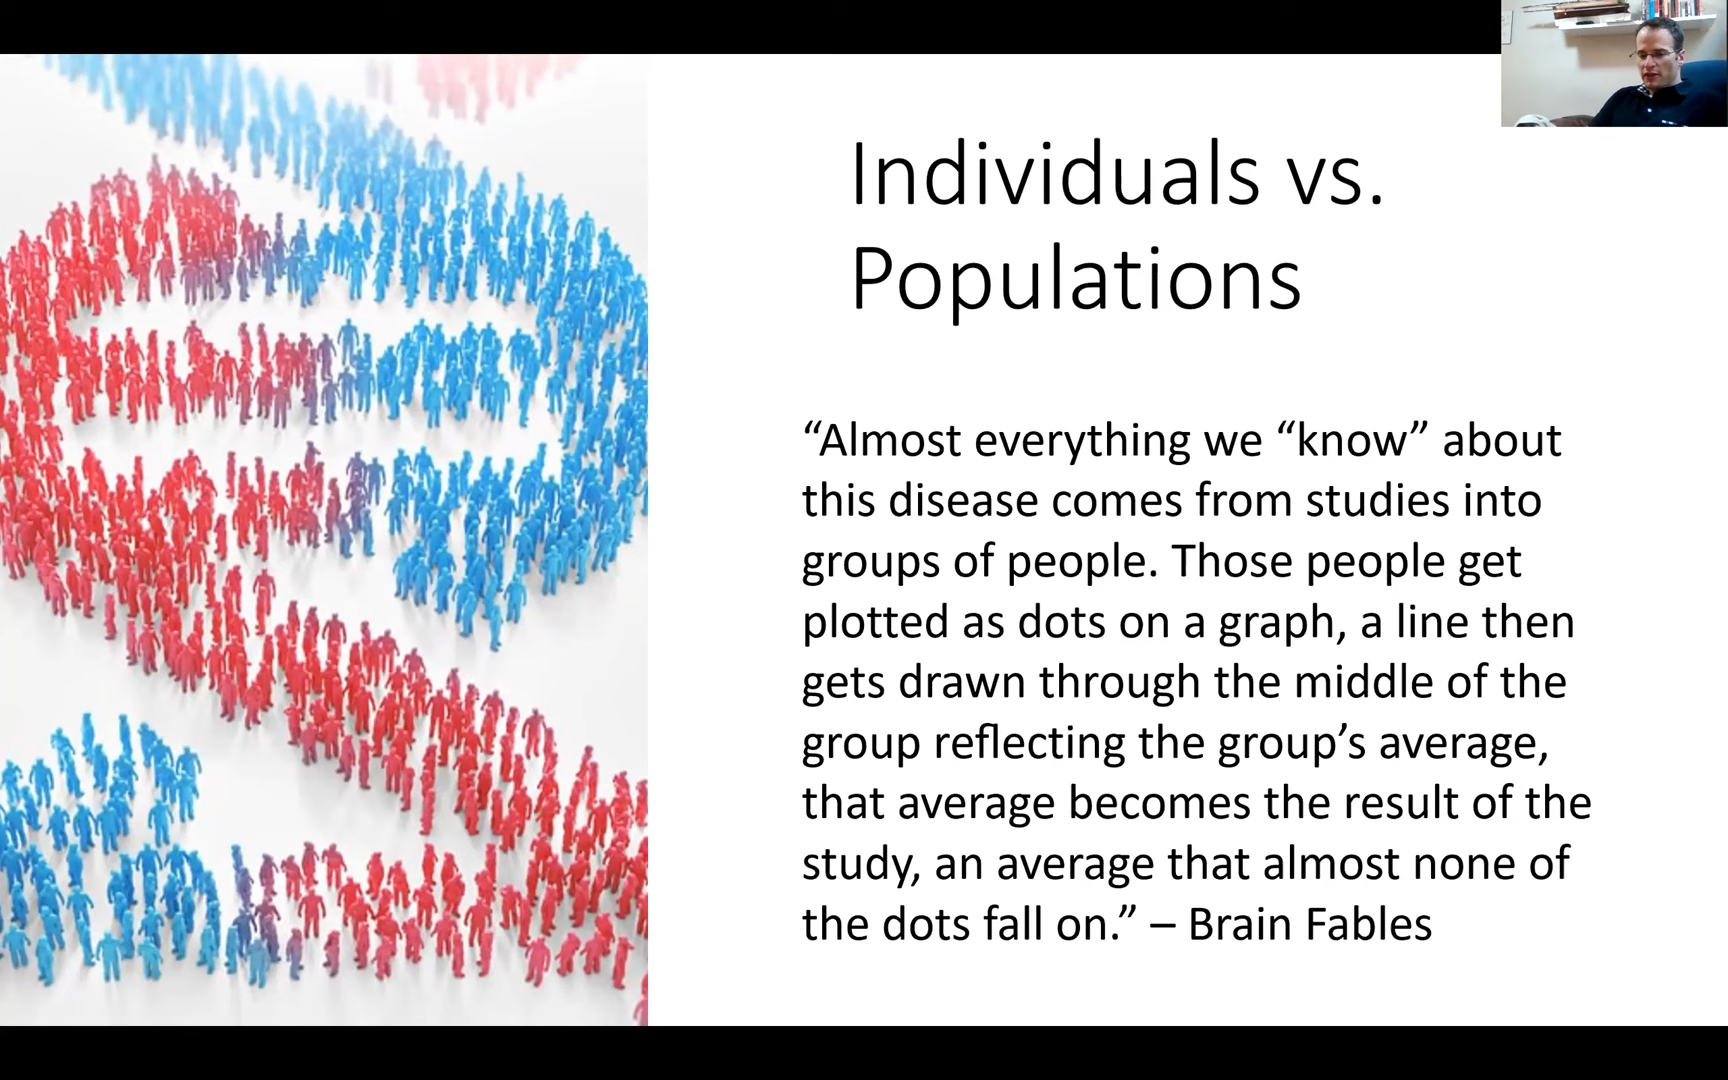 Individuals vs.
Populations
“Almost everything we “know” about
this disease comes from studies into
groups of people. Those people get
plotted as dots on a graph, a line then
gets drawn through the middle of the
group reflecting the group’s average,
that average becomes the result of the
study, an average that almost none of
the dots fall on.” – Brain Fables